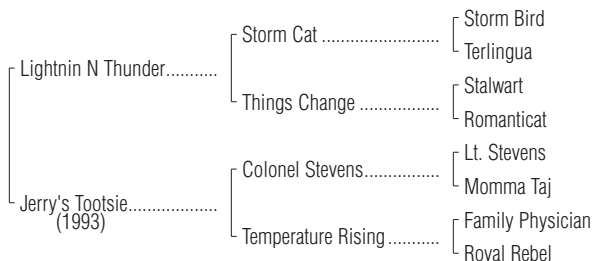 Storm Bird
Storm Cat ........................
Terlingua
Lightnin N Thunder..........
Stalwart
Things Change ................
Romanticat
Lt. Stevens
Colonel Stevens...............
Momma Taj
Jerry's Tootsie.................
(1993)
Family Physician
Temperature Rising ..........
Royal Rebel